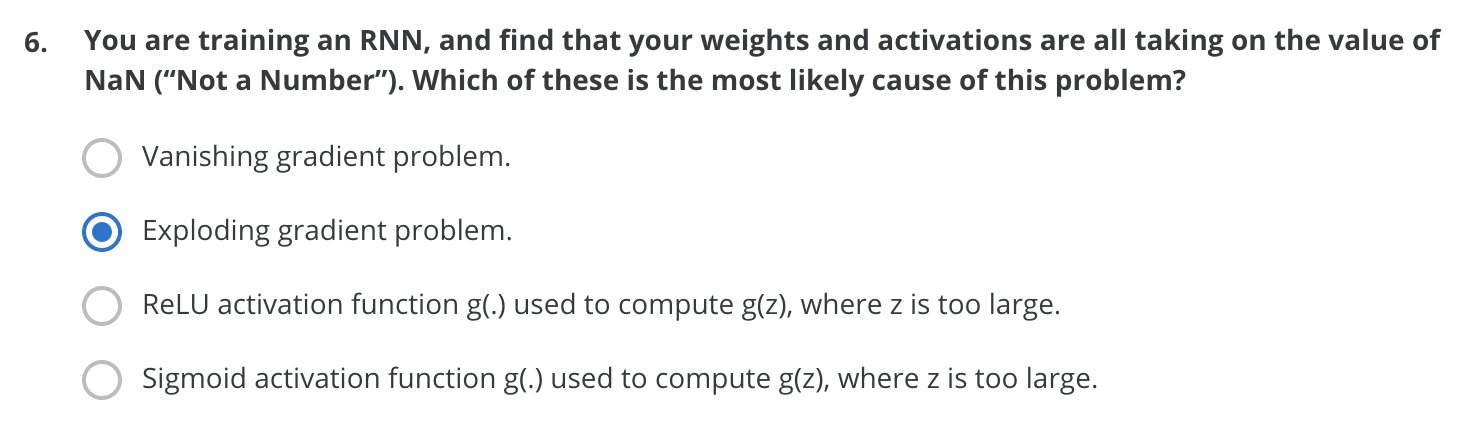 6. You are training an RNN, and find that your weights and activations are all taking on the value of
NaN (“Not a Number”). Which of these is the most likely cause of this problem?
Vanishing gradient problem.
Exploding gradient problem.
ReLU activation function g(.) used to compute g(z), where z is too large.
Sigmoid activation function g(.) used to compute g(z), where z is too large.